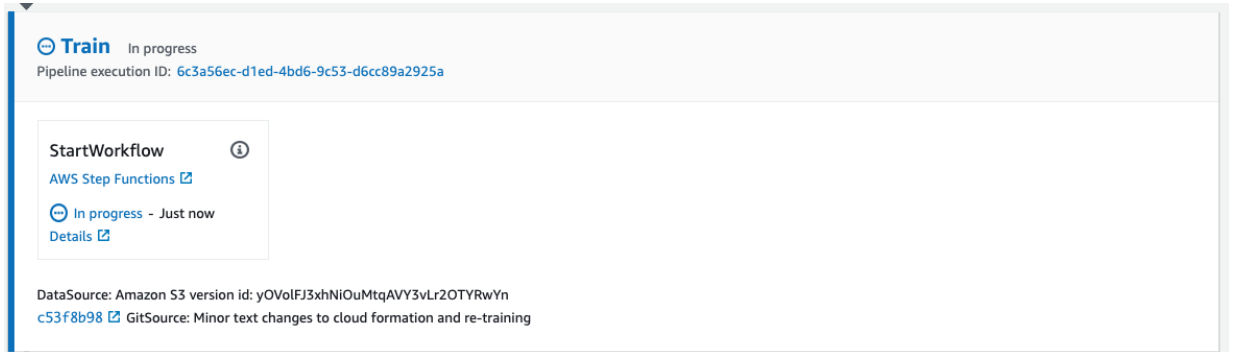 Train In progress
Pipeline execution ID: 6c3a56ec-d1ed-4bd6-9c53-d6cc89a2925a
StartWorkflow
AWS Step Functions
In progress - Just now
Details
DataSource: Amazon S3 version id: yOVolFJ3xhNiOuMtqAVY3vLr2OTYRwYn
c53f8b98 GitSource: Minor text changes to cloud formation and re-training